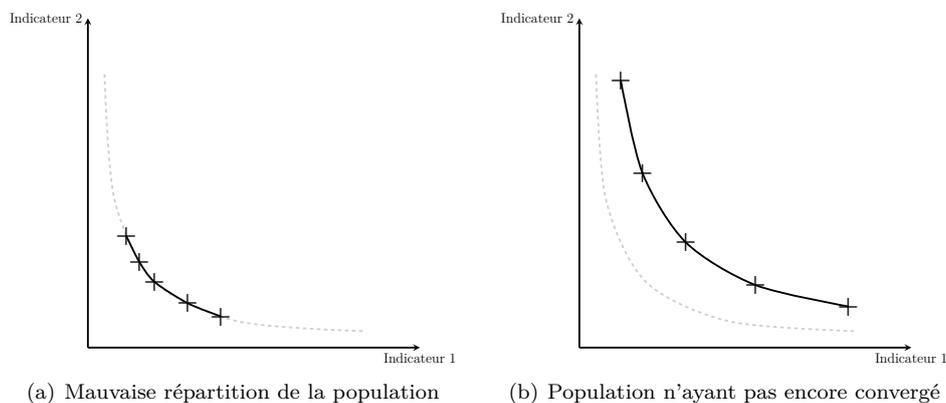 Indicateur 2
Indicateur 1
(a) Mauvaise répartition de la population
Indicateur 2
Indicateur 1
(b) Population n'ayant pas encore convergé